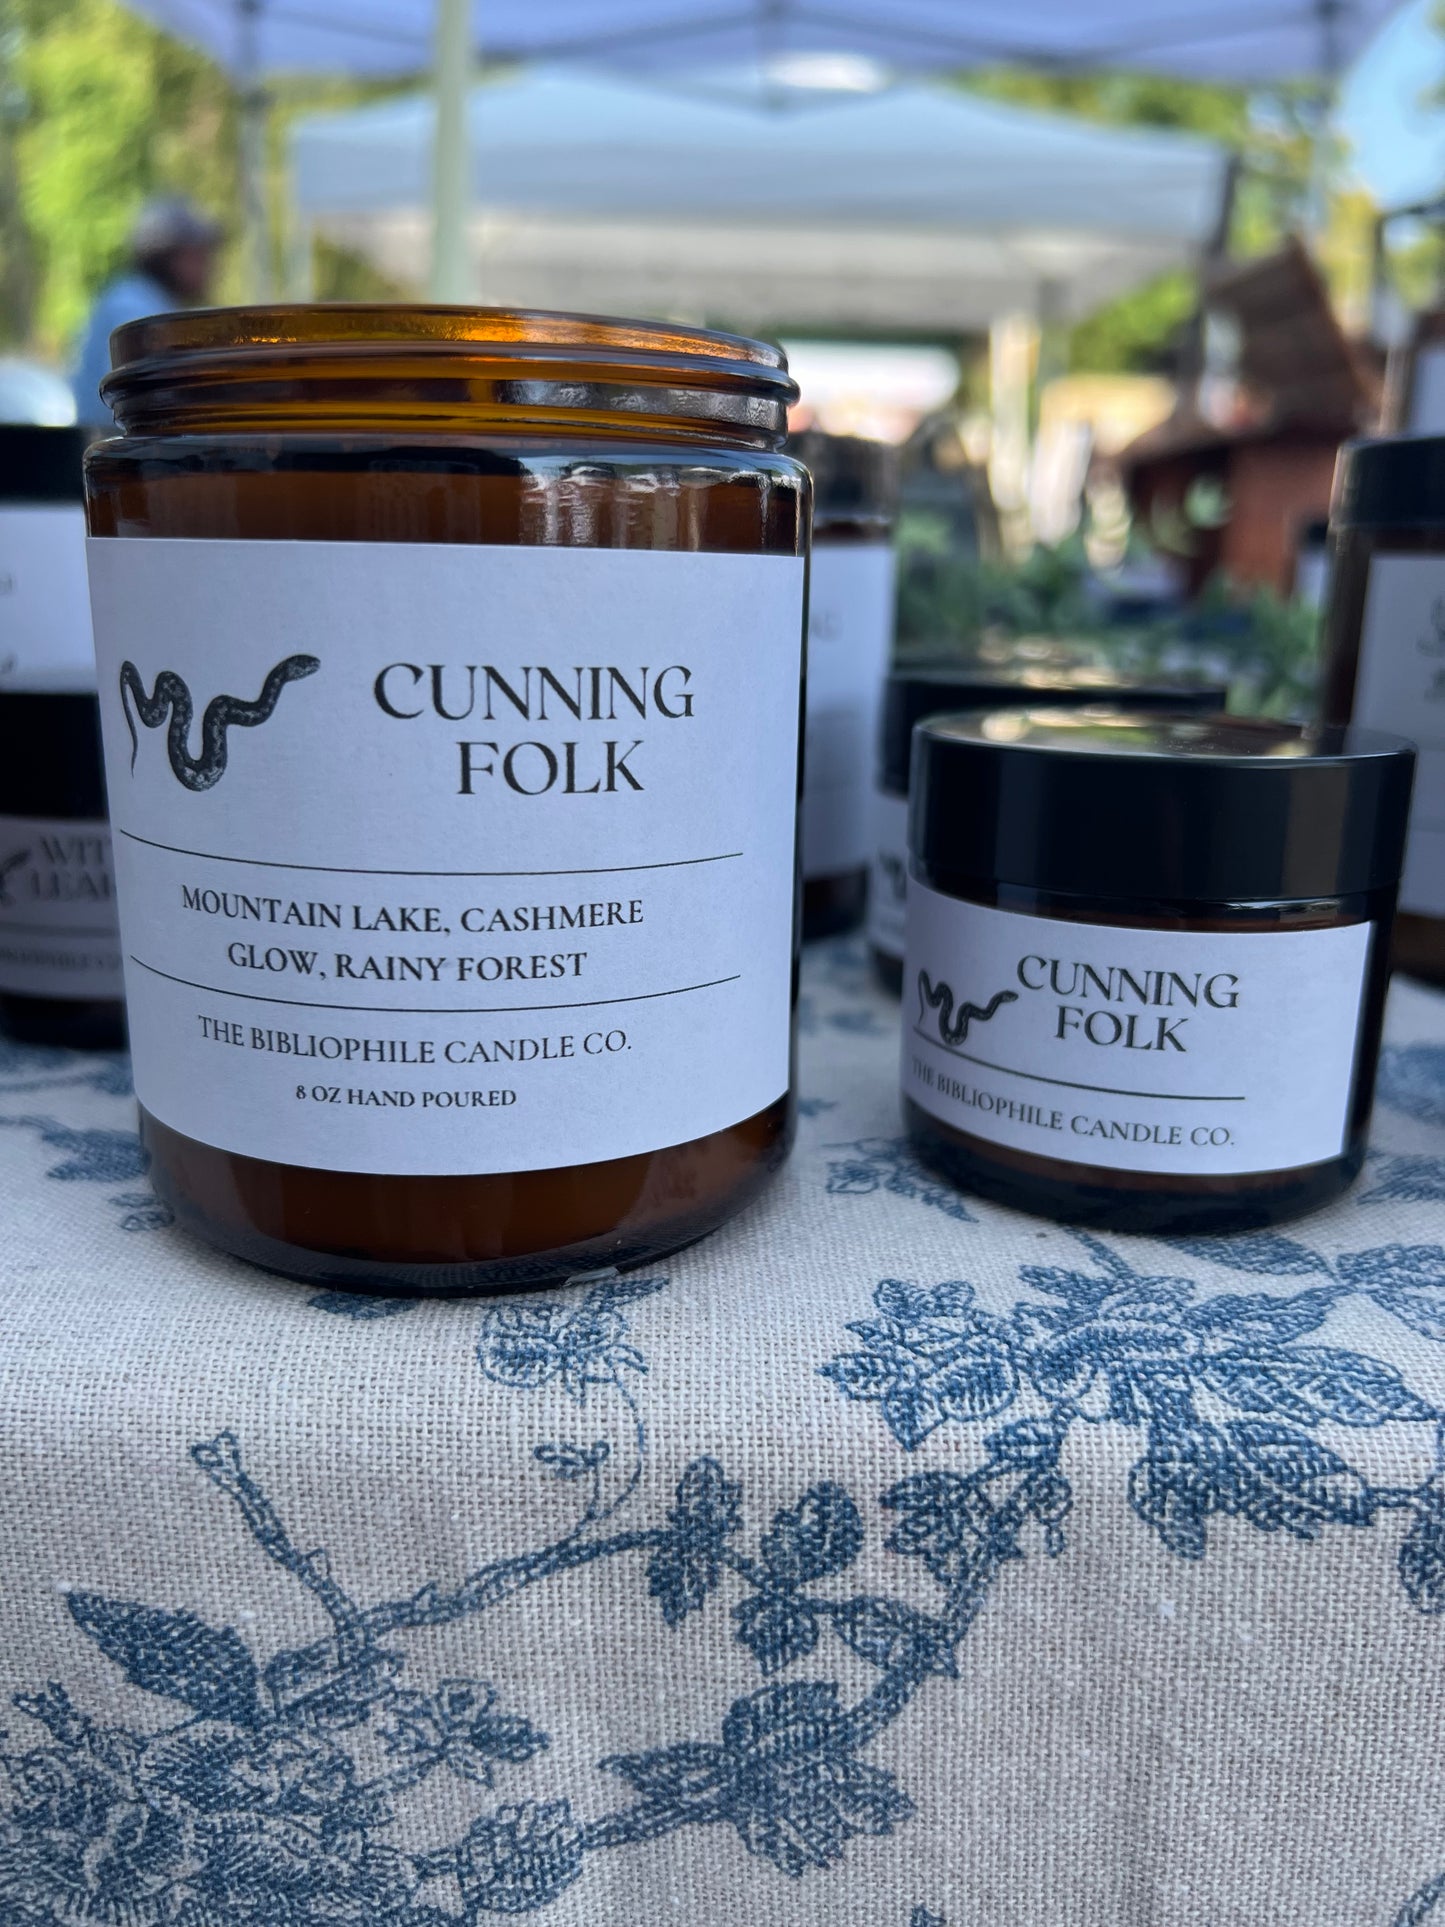 CUNNING
FOLK
MOUNTAIN LAKE, CASHMERE
GLOW, RAINY FOREST
THE BIBLIOPHILE CANDLE CO.
8 OZ HAND POURED
CUNNING
FOLK
THE BIBLIOPHILE CANDLE CO.